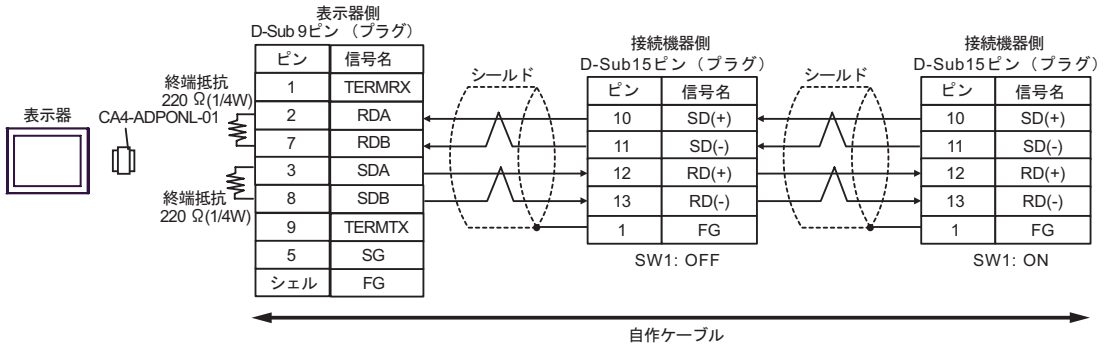 表示器
CA4-ADPONL-01
終端抵抗
220 Ω(1/4W)
終端抵抗
220 Ω(1/4W)
表示器側
D-Sub 9ピン (プラグ)
ピン 信号名
1 TERMRX
2 RDA
7 RDB
3 SDA
8 SDB
9 TERMTX
5 SG
シェル FG
シールド
接続機器側
D-Sub15ピン (プラグ)
ピン 信号名
10 SD(+)
11 SD(-)
12 RD(+)
13 RD(-)
1 FG
SW1: OFF
シールド
接続機器側
D-Sub15ピン (プラグ)
ピン 信号名
10 SD(+)
11 SD(-)
12 RD(+)
13 RD(-)
1 FG
SW1: ON
自作ケーブル